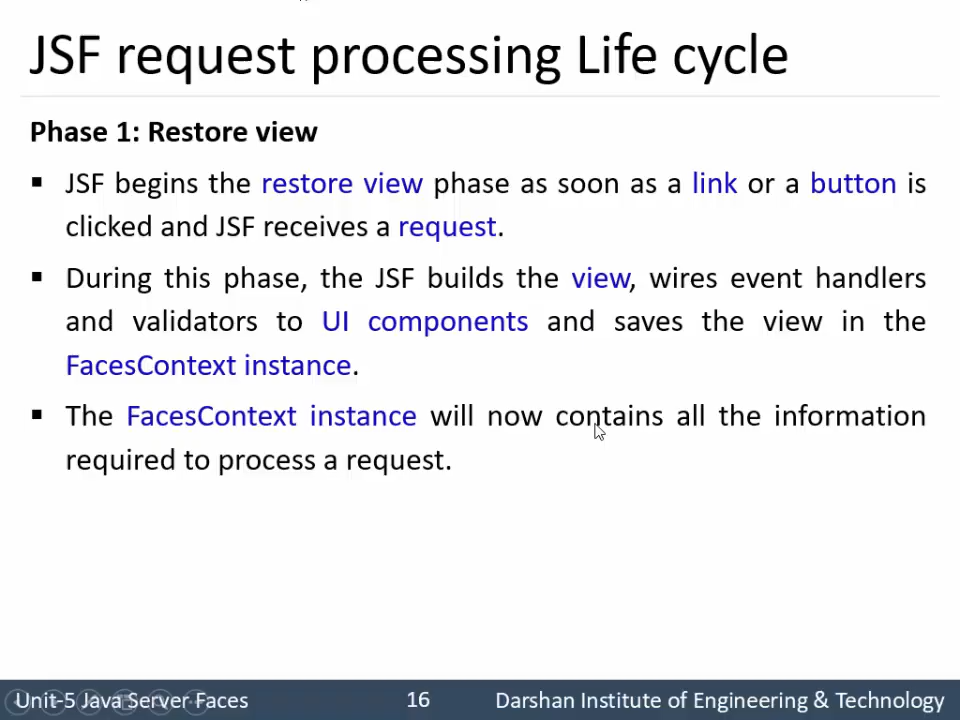 JSF request processing Life cycle
Phase 1: Restore view
▪ JSF begins the restore view phase as soon as a link or a button is
clicked and JSF receives a request.
▪ During this phase, the JSF builds the view, wires event handlers
and validators to UI components and saves the view in the
FacesContext instance.
▪ The FacesContext instance will now contains all the information
required to process a request.
Unit-5 Java Server Faces 16 Darshan Institute of Engineering & Technology